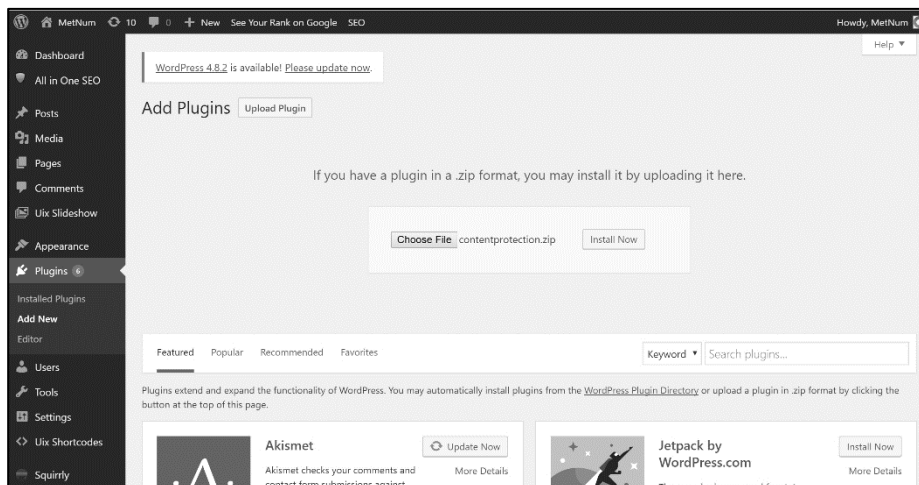 MetNum 10 0 + New See Your Rank on Google SEO Howdy, MetNum
Help ▼
Dashboard
All in One SEO
Posts
Media
Pages
Comments
Uix Slideshow
Appearance
Plugins 6
Installed Plugins
Add New
Editor
Users
Tools
Settings
Uix Shortcodes
Squirrly
WordPress 4.8.2 is available! Please update now.
Add Plugins Upload Plugin
If you have a plugin in a .zip format, you may install it by uploading it here.
Choose File contentprotection.zip Install Now
Featured Popular Recommended Favorites Keyword ▼ Search plugins...
Plugins extend and expand the functionality of WordPress. You may automatically install plugins from the WordPress Plugin Directory or upload a plugin in .zip format by clicking the
button at the top of this page.
Akismet Update Now
Akismet checks your comments and More Details
contact form submissions against
Jetpack by Install Now
WordPress.com
More Details